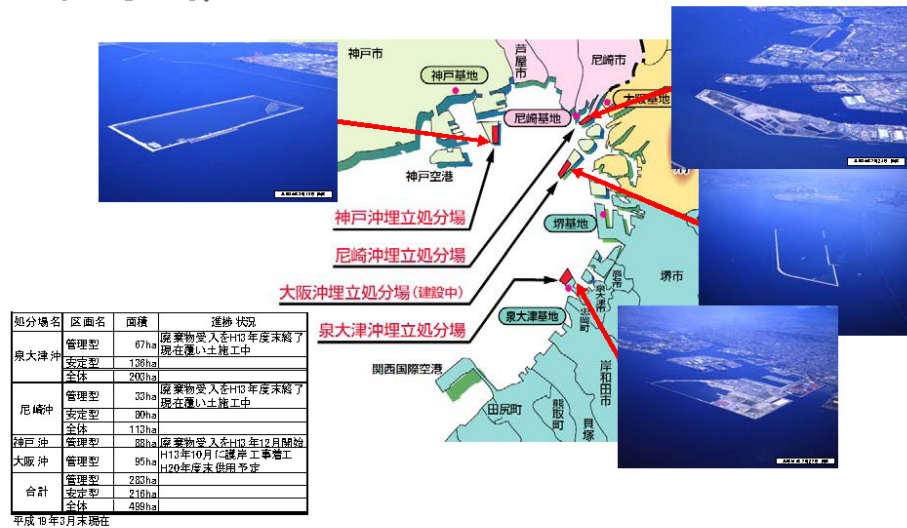 神戸市
芦屋市
尼崎市
神戸基地
尼崎基地
大阪基地
神戸空港
神戸沖埋立処分場
尼崎沖埋立処分場
堺基地
大阪沖埋立処分場(建設中)
堺市
高石市
泉大津市
忠岡町
泉大津沖埋立処分場
泉大津基地
関西国際空港
岸和田市
田尻町
熊取町
貝塚
処分場名 区画名 面積 進捗状況
泉大津沖 管理型 67ha 廃棄物受入をH13年度末終了
現在覆い土施工中
安定型 136ha
全体 203ha
尼崎沖 管理型 33ha 廃棄物受入をH13年度末終了
現在覆い土施工中
安定型 80ha
全体 113ha
神戸沖 管理型 88ha 廃棄物受入をH13年12月開始
大阪沖 管理型 95ha H13年10月に護岸工事着工
H20年度末供用予定
合計 管理型 283ha
安定型 216ha
全体 499ha
平成19年3月末現在